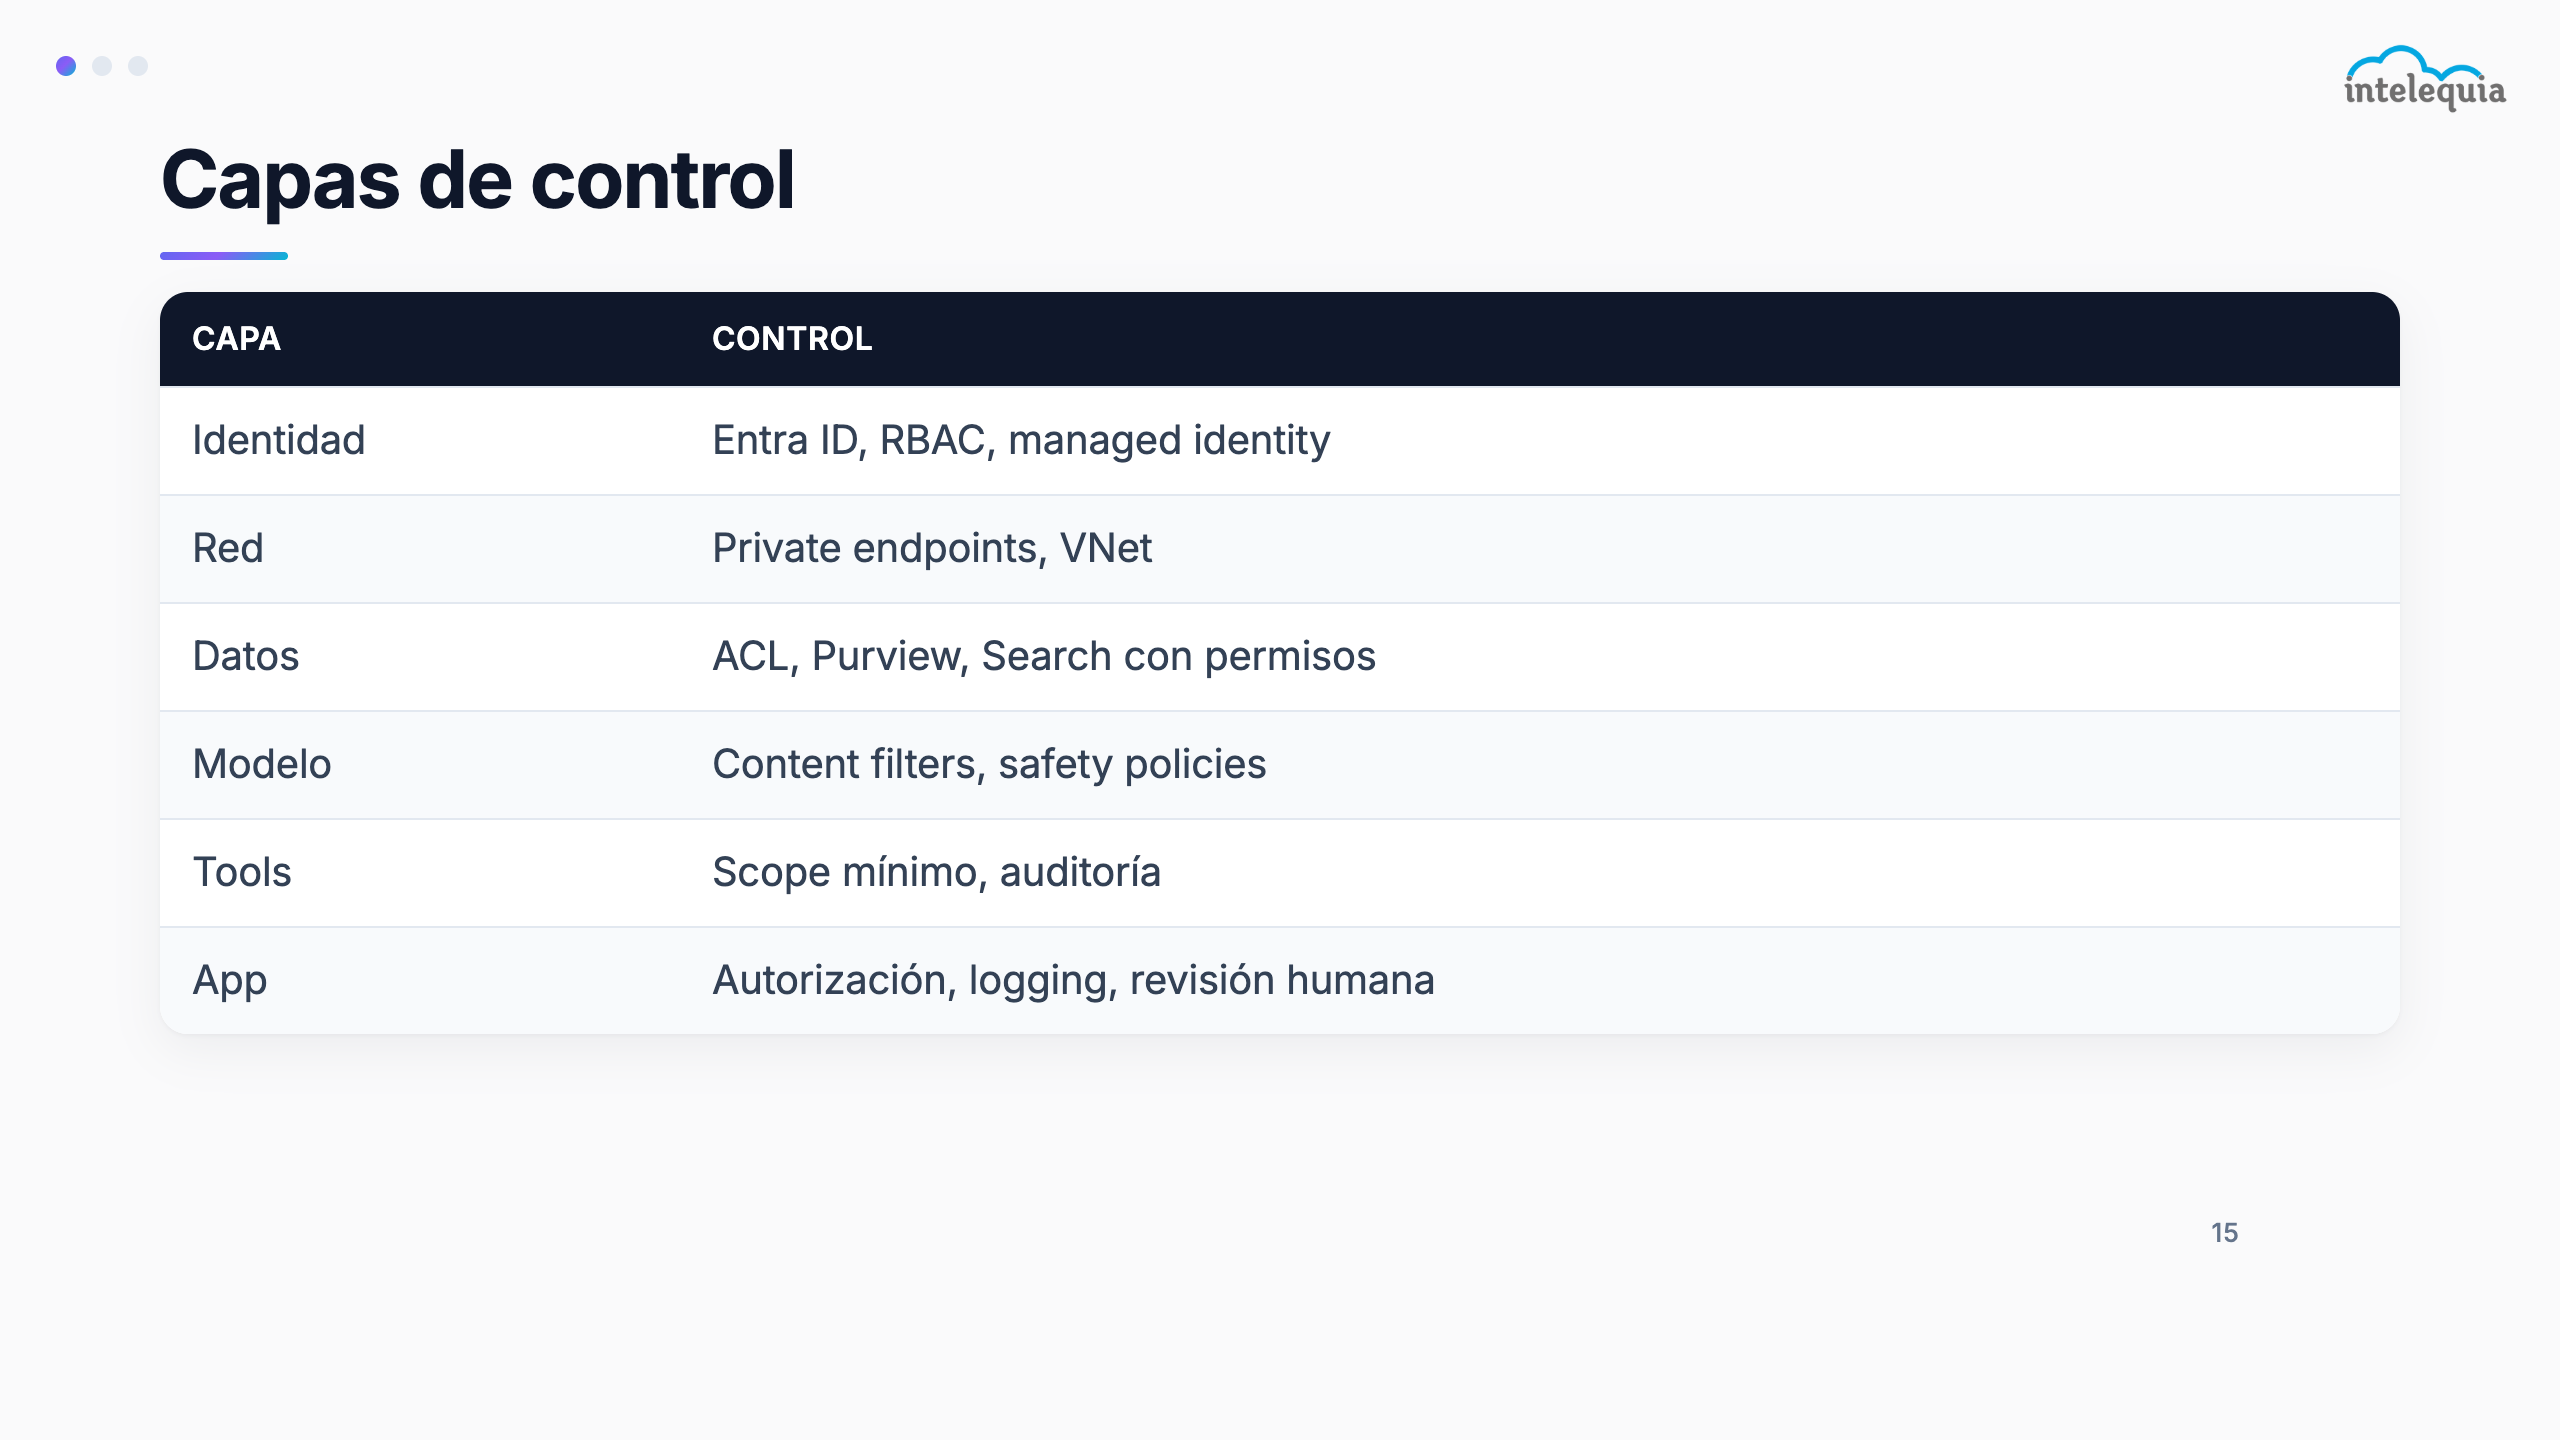 intelequia
Capas de control
CAPA CONTROL
Identidad Entra ID, RBAC, managed identity
Red Private endpoints, VNet
Datos ACL, Purview, Search con permisos
Modelo Content filters, safety policies
Tools Scope mínimo, auditoría
App Autorización, logging, revisión humana
15